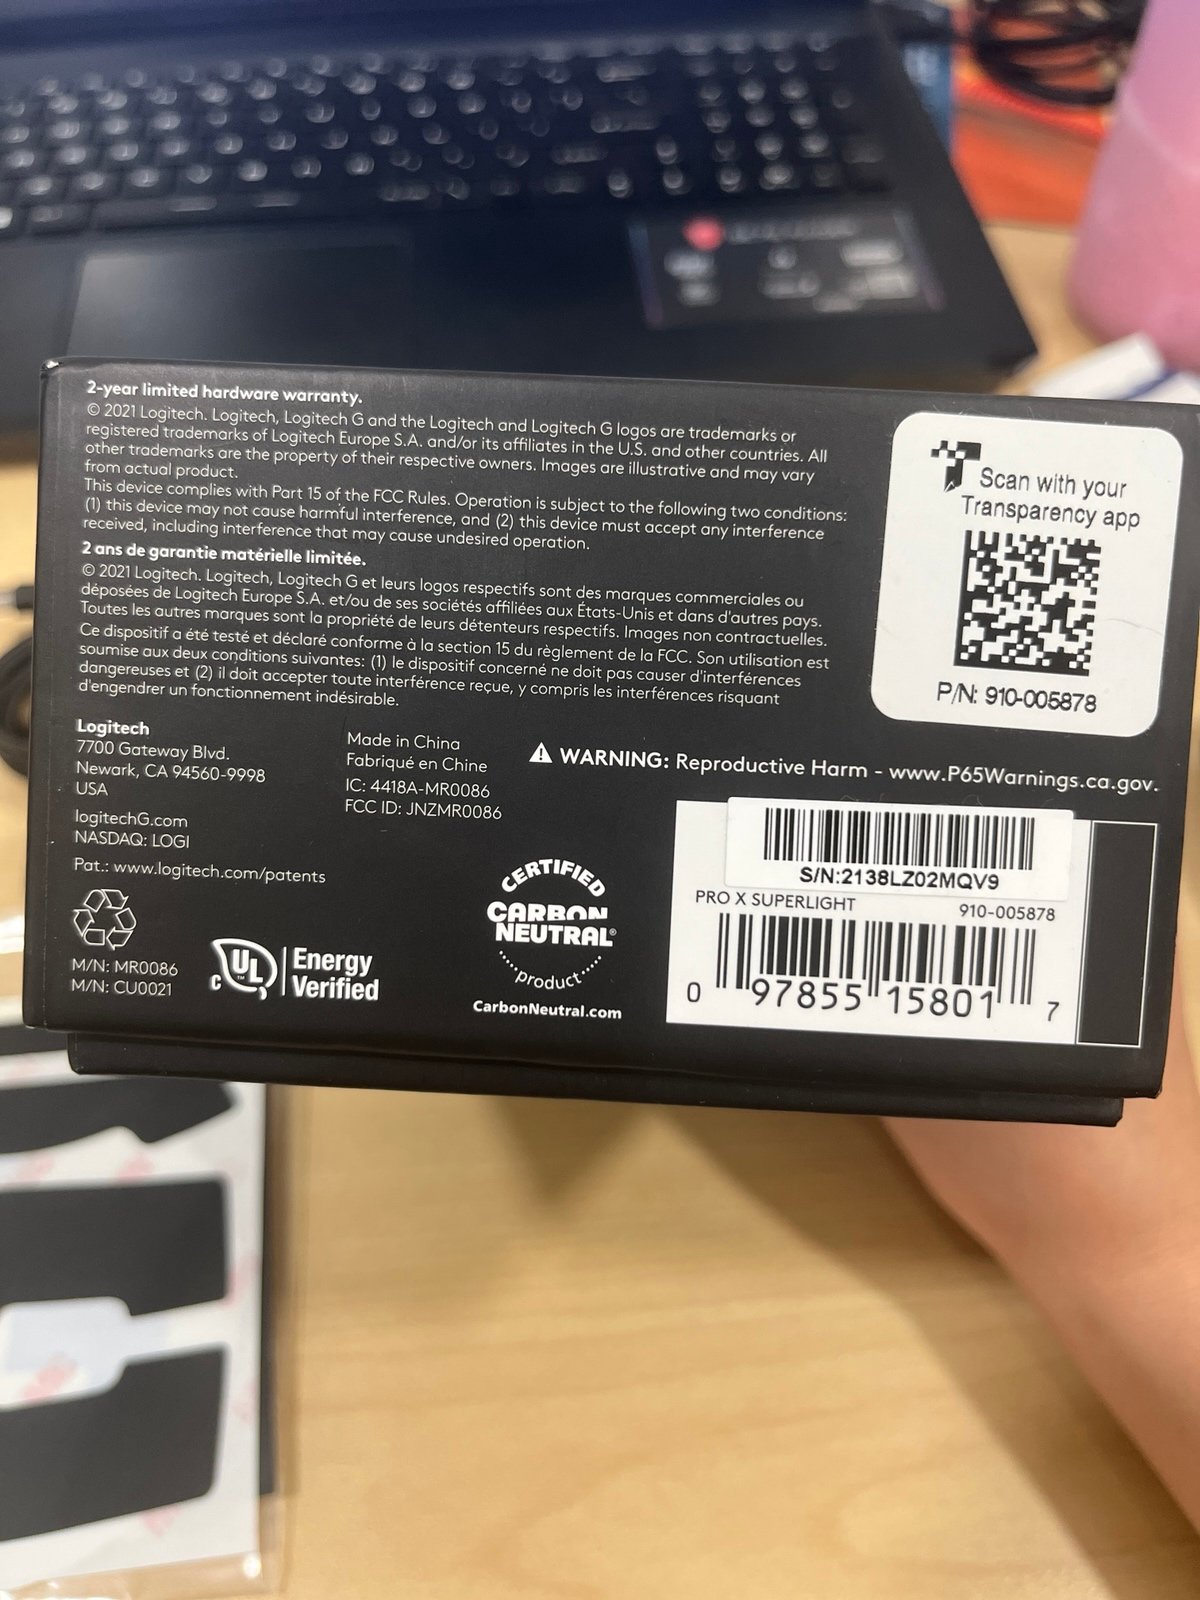 2-year limited hardware warranty.
© 2021 Logitech. Logitech, Logitech G and the Logitech and Logitech G logos are trademarks or
registered trademarks of Logitech Europe S.A. and/or its affiliates in the U.S. and other countries. All
other trademarks are the property of their respective owners. Images are illustrative and may vary
from actual product.
This device complies with Part 15 of the FCC Rules. Operation is subject to the following two conditions:
(1) this device may not cause harmful interference, and (2) this device must accept any interference
received, including interference that may cause undesired operation.
2 ans de garantie matérielle limitée.
© 2021 Logitech. Logitech, Logitech G et leurs logos respectifs sont des marques commerciales ou
déposées de Logitech Europe S.A. et/ou de ses sociétés affiliées aux États-Unis et dans d'autres pays.
Toutes les autres marques sont la propriété de leurs détenteurs respectifs. Images non contractuelles.
Ce dispositif a été testé et déclaré conforme à la section 15 du règlement de la FCC. Son utilisation est
soumise aux deux conditions suivantes: (1) le dispositif concerné ne doit pas causer d'interférences
dangereuses et (2) il doit accepter toute interférence reçue, y compris les interférences risquant
d'engendrer un fonctionnement indésirable.
Scan with your
Transparency app
P/N: 910-005878
Logitech
7700 Gateway Blvd.
Newark, CA 94560-9998
USA
logitechG.com
NASDAQ: LOGI
Pat.: www.logitech.com/patents
Made in China
Fabriqué en Chine
IC: 4418A-MR0086
FCC ID: JNZMR0086
WARNING: Reproductive Harm - www.P65Warnings.ca.gov.
M/N: MR0086
M/N: CU0021
C UL™
Energy
Verified
CERTIFIED
CARBON
NEUTRAL®
product
CarbonNeutral.com
S/N:2138LZ02MQV9
PRO X SUPERLIGHT 910-005878
0 97855 15801 7